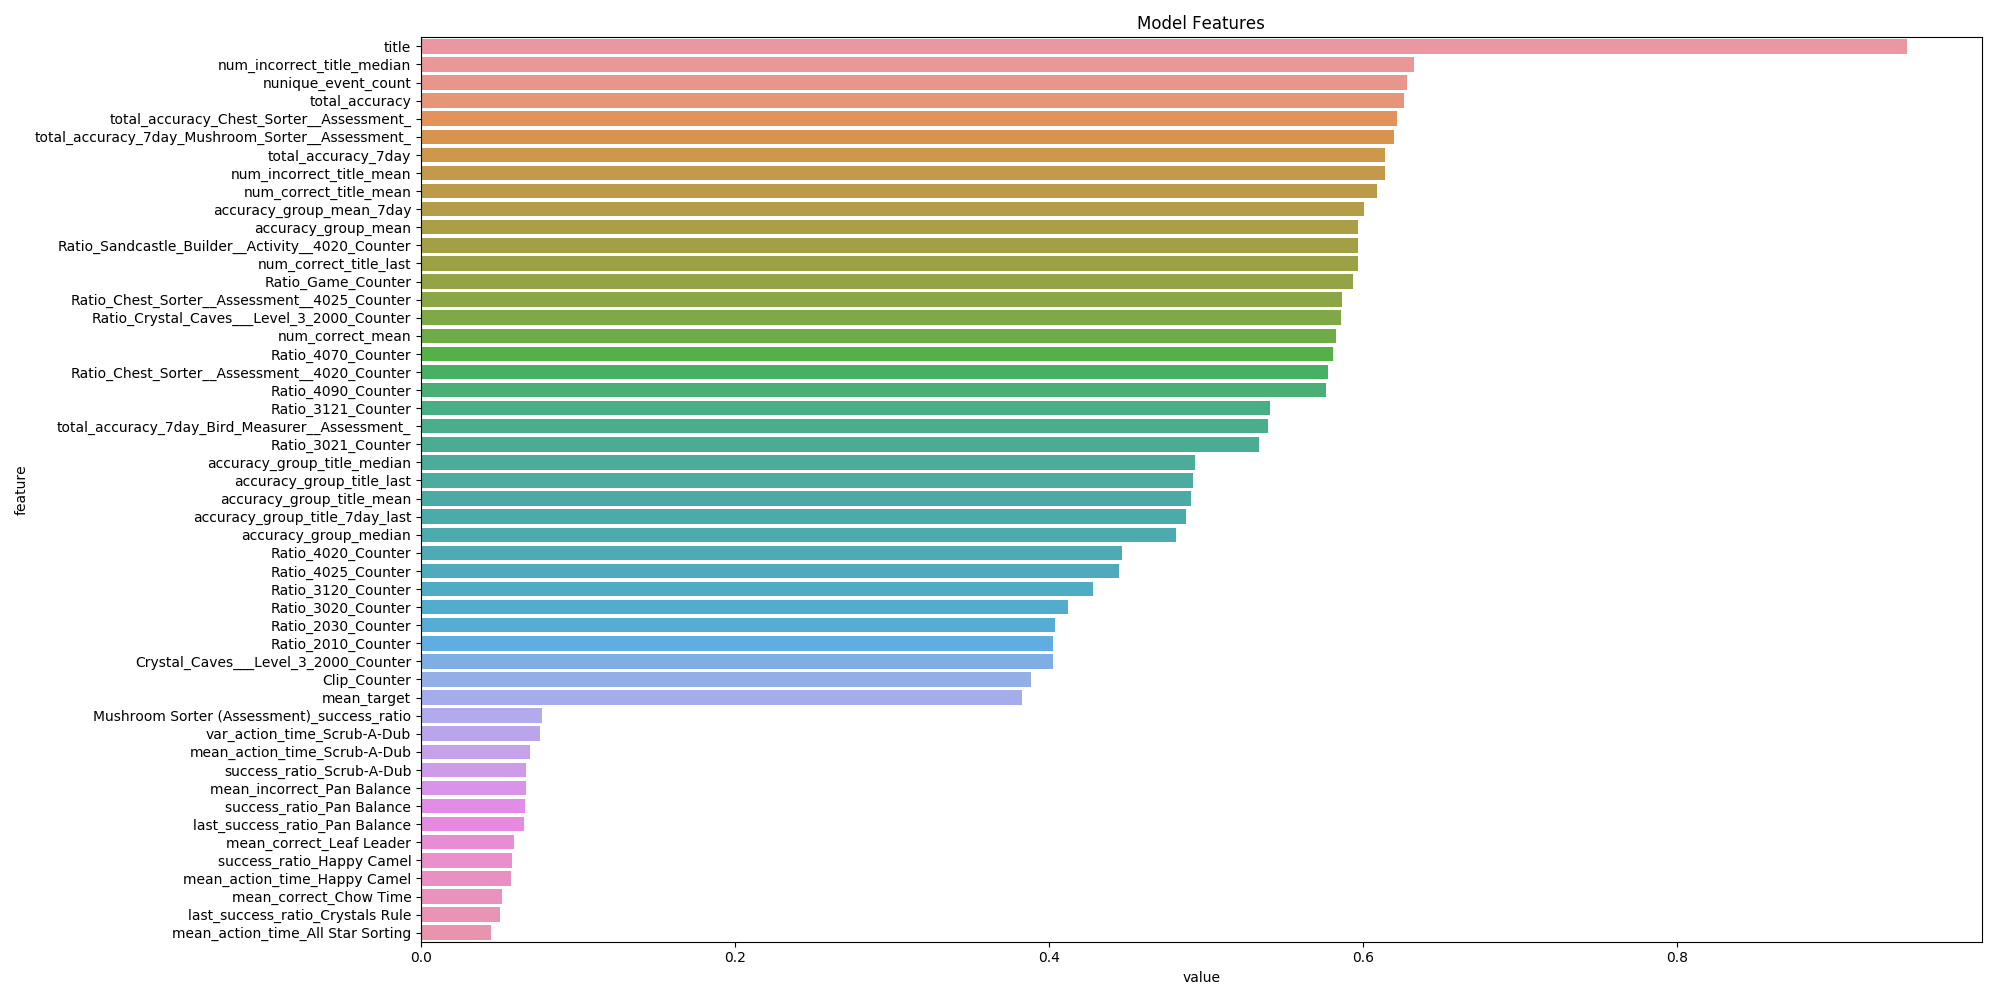 Model Features
title
num_incorrect_title_median
nunique_event_count
total_accuracy
total_accuracy_Chest_Sorter__Assessment_
total_accuracy_7day_Mushroom_Sorter__Assessment_
total_accuracy_7day
num_incorrect_title_mean
num_correct_title_mean
accuracy_group_mean_7day
accuracy_group_mean
Ratio_Sandcastle_Builder__Activity__4020_Counter
num_correct_title_last
Ratio_Game_Counter
Ratio_Chest_Sorter__Assessment__4025_Counter
Ratio_Crystal_Caves___Level_3_2000_Counter
num_correct_mean
Ratio_4070_Counter
Ratio_Chest_Sorter__Assessment__4020_Counter
Ratio_4090_Counter
Ratio_3121_Counter
total_accuracy_7day_Bird_Measurer__Assessment_
Ratio_3021_Counter
accuracy_group_title_median
accuracy_group_title_last
accuracy_group_title_mean
accuracy_group_title_7day_last
accuracy_group_median
Ratio_4020_Counter
Ratio_4025_Counter
Ratio_3120_Counter
Ratio_3020_Counter
Ratio_2030_Counter
Ratio_2010_Counter
Crystal_Caves___Level_3_2000_Counter
Clip_Counter
mean_target
Mushroom Sorter (Assessment)_success_ratio
var_action_time_Scrub-A-Dub
mean_action_time_Scrub-A-Dub
success_ratio_Scrub-A-Dub
mean_incorrect_Pan Balance
success_ratio_Pan Balance
last_success_ratio_Pan Balance
mean_correct_Leaf Leader
success_ratio_Happy Camel
mean_action_time_Happy Camel
mean_correct_Chow Time
last_success_ratio_Crystals Rule
mean_action_time_All Star Sorting
feature
0.0 0.2 0.4 0.6 0.8
value